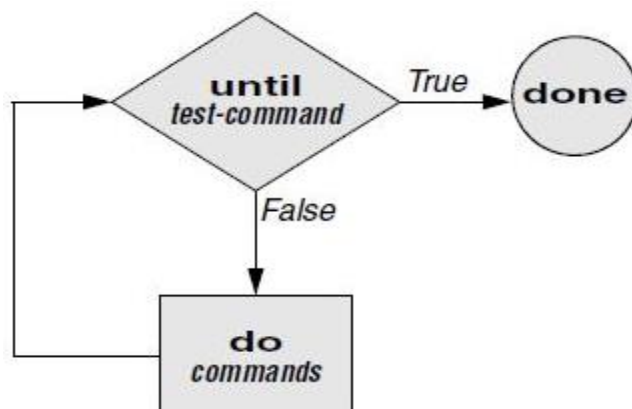 until
test-command
True
done
False
do
commands